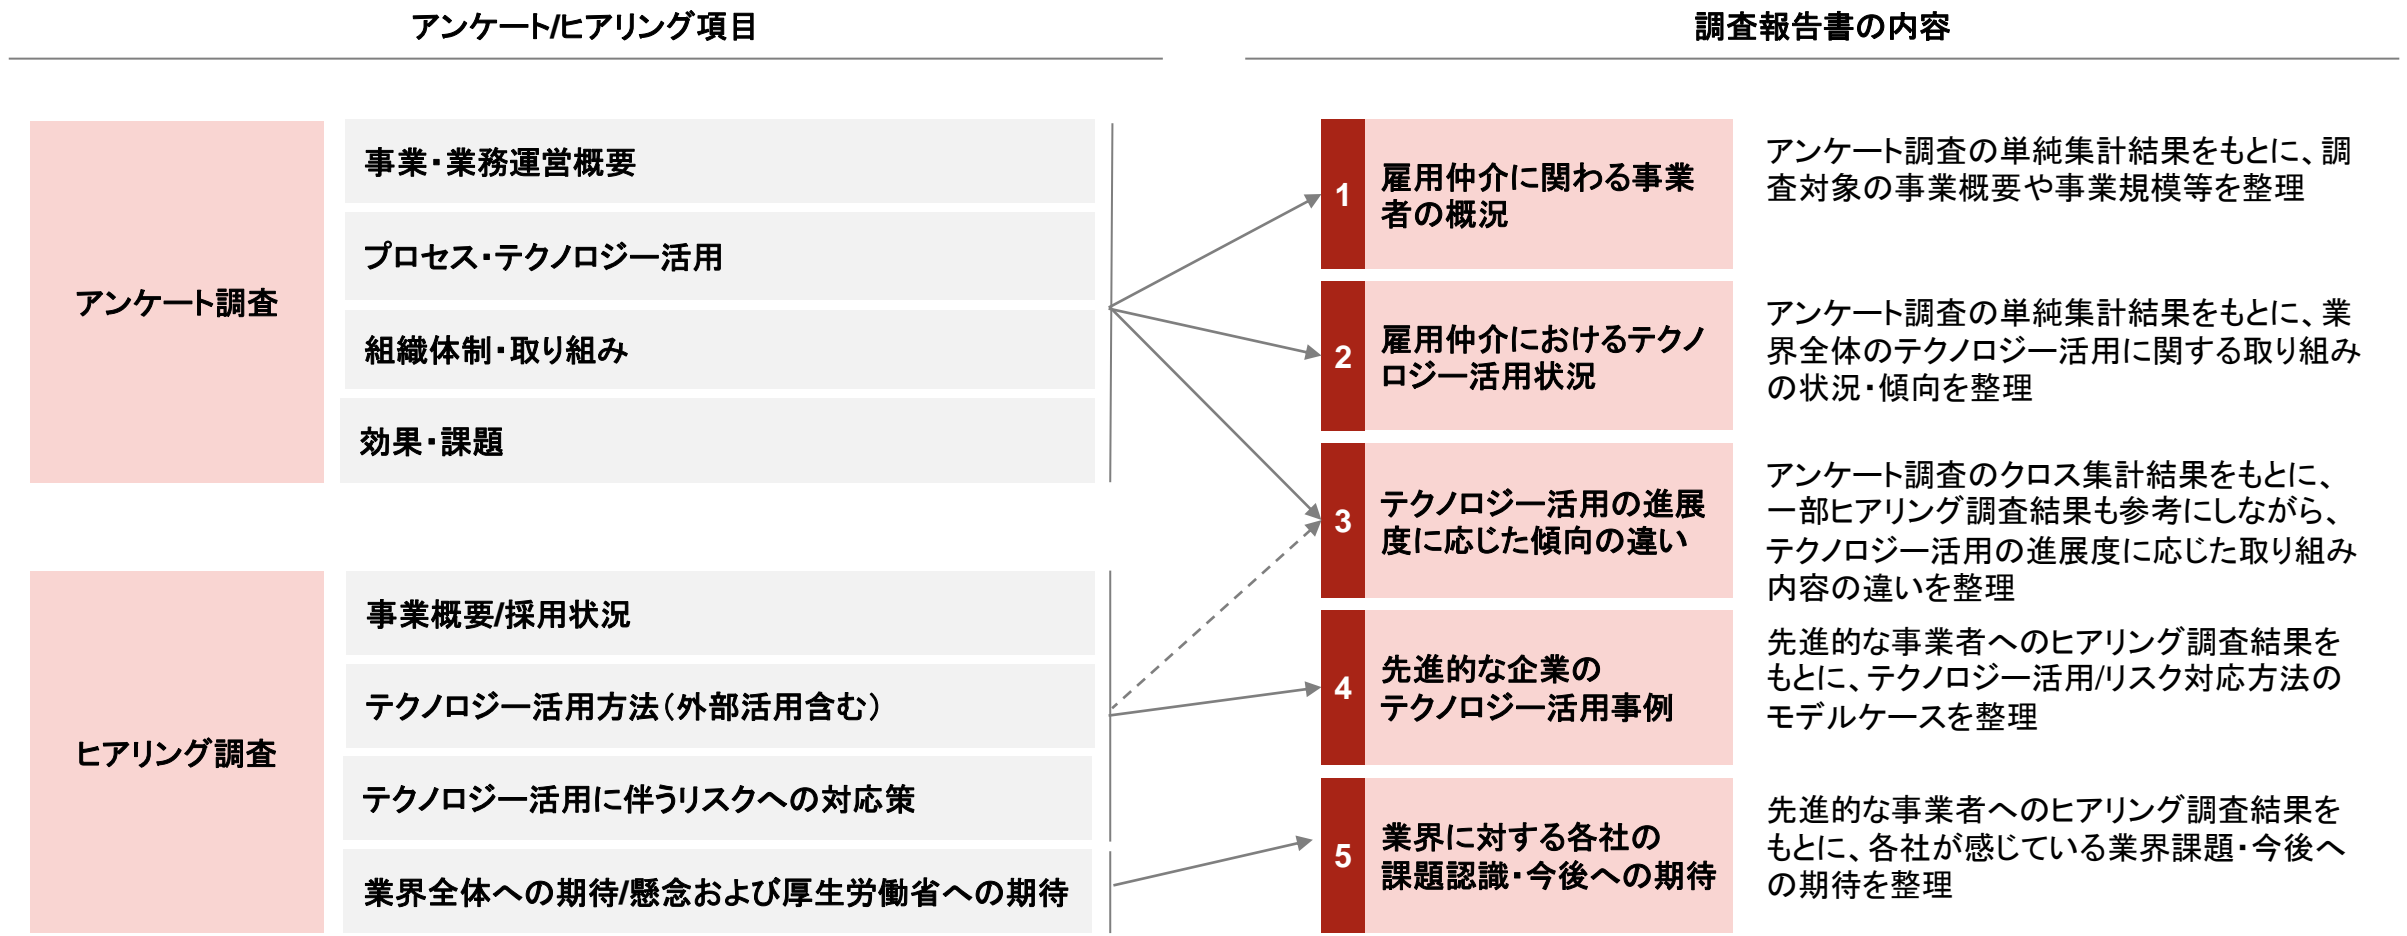 アンケート/ヒアリング項目
調査報告書の内容
アンケート調査
事業・業務運営概要
プロセス・テクノロジー活用
組織体制・取り組み
効果・課題
ヒアリング調査
事業概要/採用状況
テクノロジー活用方法（外部活用含む）
テクノロジー活用に伴うリスクへの対応策
業界全体への期待/懸念および厚生労働省への期待
1
雇用仲介に関わる事業
者の概況
アンケート調査の単純集計結果をもとに、調
査対象の事業概要や事業規模等を整理
2
雇用仲介におけるテクノ
ロジー活用状況
アンケート調査の単純集計結果をもとに、業
界全体のテクノロジー活用に関する取り組み
の状況・傾向を整理
3
テクノロジー活用の進展
度に応じた傾向の違い
アンケート調査のクロス集計結果をもとに、
一部ヒアリング調査結果も参考にしながら、
テクノロジー活用の進展度に応じた取り組み
内容の違いを整理
4
先進的な企業の
テクノロジー活用事例
先進的な事業者へのヒアリング調査結果を
もとに、テクノロジー活用/リスク対応方法の
モデルケースを整理
5
業界に対する各社の
課題認識・今後への期待
先進的な事業者へのヒアリング調査結果を
もとに、各社が感じている業界課題・今後へ
の期待を整理